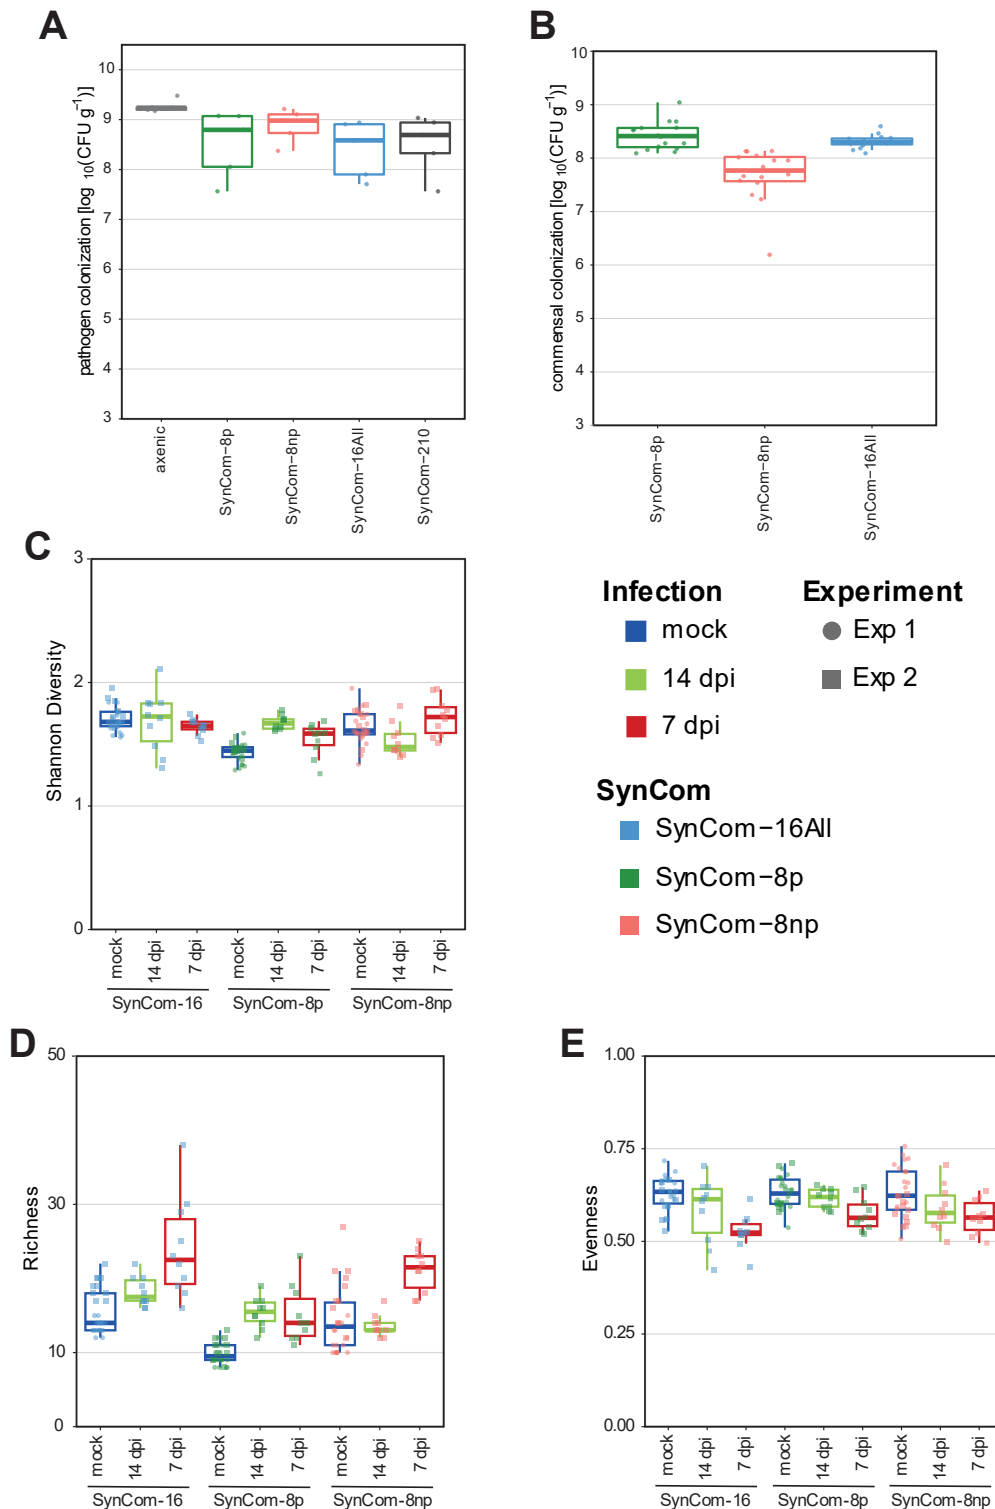 A
pathogen colonization [log 10(CFU g−1)]
10
9
8
7
6
5
4
3
axenic
SynCom−8p
SynCom−8np
SynCom−16All
SynCom−210
B
commensal colonization [log 10(CFU g−1)]
10
9
8
7
6
5
4
3
SynCom−8p
SynCom−8np
SynCom−16All
C
Shannon Diversity
3
2
1
0
mock
14 dpi
7 dpi
mock
14 dpi
7 dpi
mock
14 dpi
7 dpi
SynCom-16
SynCom-8p
SynCom-8np
Infection
mock
14 dpi
7 dpi
Experiment
Exp 1
Exp 2
SynCom
SynCom−16All
SynCom−8p
SynCom−8np
D
Richness
50
30
10
0
mock
14 dpi
7 dpi
mock
14 dpi
7 dpi
mock
14 dpi
7 dpi
SynCom-16
SynCom-8p
SynCom-8np
E
Evenness
1.00
0.75
0.50
0.25
0.00
mock
14 dpi
7 dpi
mock
14 dpi
7 dpi
mock
14 dpi
7 dpi
SynCom-16
SynCom-8p
SynCom-8np